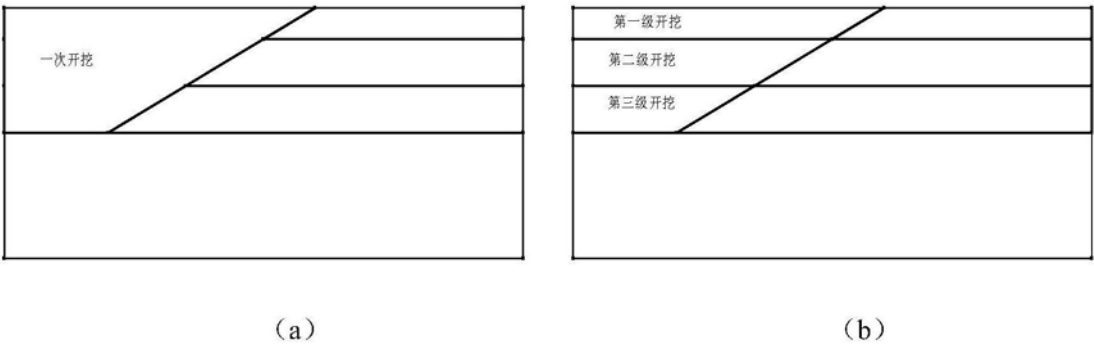 一次开挖
第一级开挖
第二级开挖
第三级开挖
（a）
（b）